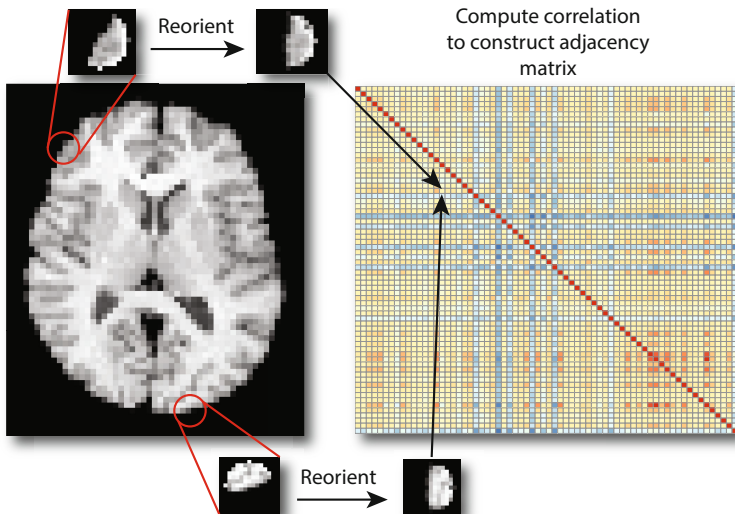 Reorient
Compute correlation
to construct adjacency
matrix
Reorient